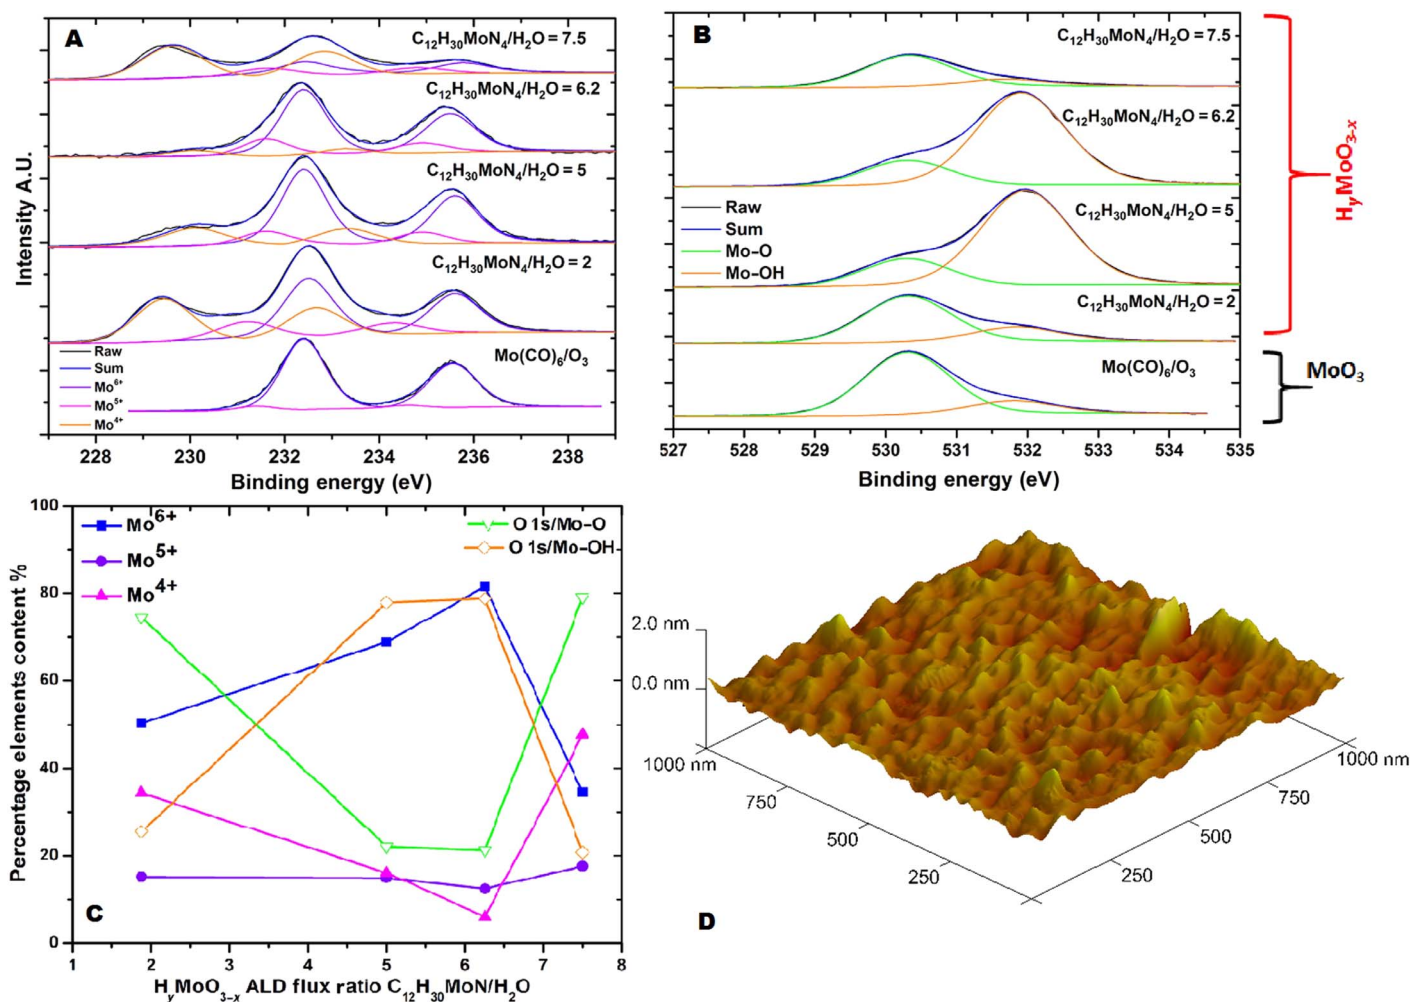 A
C₁₂H₃₀MoN₄/H₂O = 7.5
C₁₂H₃₀MoN₄/H₂O = 6.2
C₁₂H₃₀MoN₄/H₂O = 5
C₁₂H₃₀MoN₄/H₂O = 2
Mo(CO)₆/O₃
Raw
Sum
Mo⁶⁺
Mo⁵⁺
Mo⁴⁺
Intensity A.U.
228 230 232 234 236 238
Binding energy (eV)
B
C₁₂H₃₀MoN₄/H₂O = 7.5
C₁₂H₃₀MoN₄/H₂O = 6.2
C₁₂H₃₀MoN₄/H₂O = 5
Raw
Sum
Mo–O
Mo–OH
C₁₂H₃₀MoN₄/H₂O = 2
Mo(CO)₆/O₃
527 528 529 530 531 532 533 534 535
Binding energy (eV)
HyMoO₃₋ₓ
MoO₃
Mo⁶⁺
Mo⁵⁺
Mo⁴⁺
O 1s/Mo–O
O 1s/Mo–OH
Percentage elements content %
100
80
60
40
20
0
C
1 2 3 4 5 6 7 8
HyMoO₃₋ₓ ALD flux ratio C₁₂H₃₀MoN/H₂O
2.0 nm
0.0 nm
1000 nm
750
500
250
250
500
750
1000 nm
D